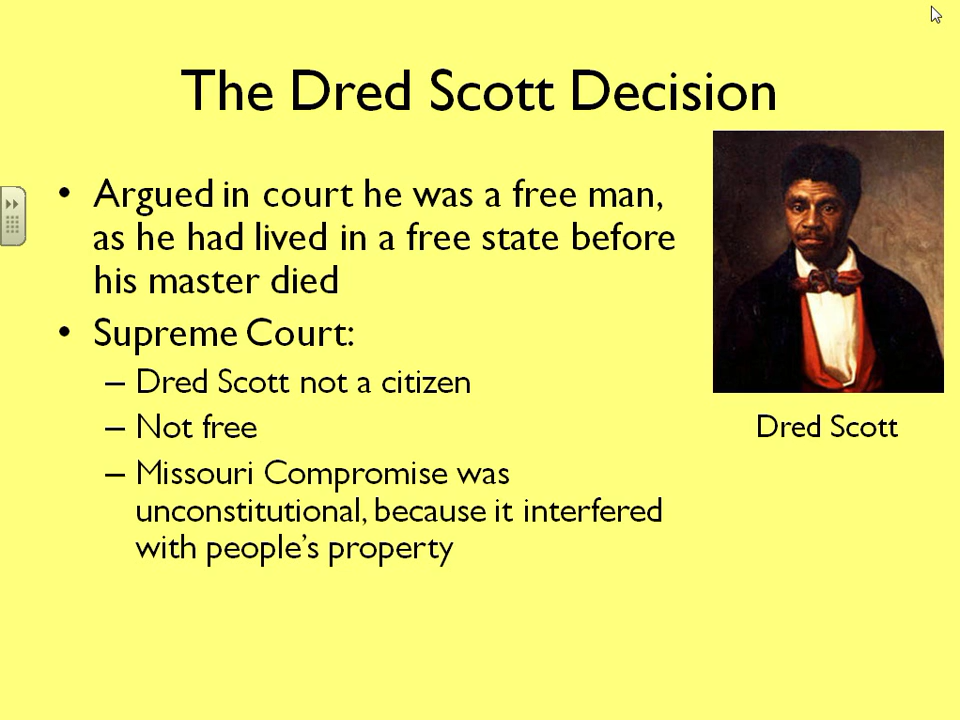 The Dred Scott Decision
• Argued in court he was a free man,
as he had lived in a free state before
his master died
• Supreme Court:
– Dred Scott not a citizen
– Not free
– Missouri Compromise was
unconstitutional, because it interfered
with people’s property
Dred Scott